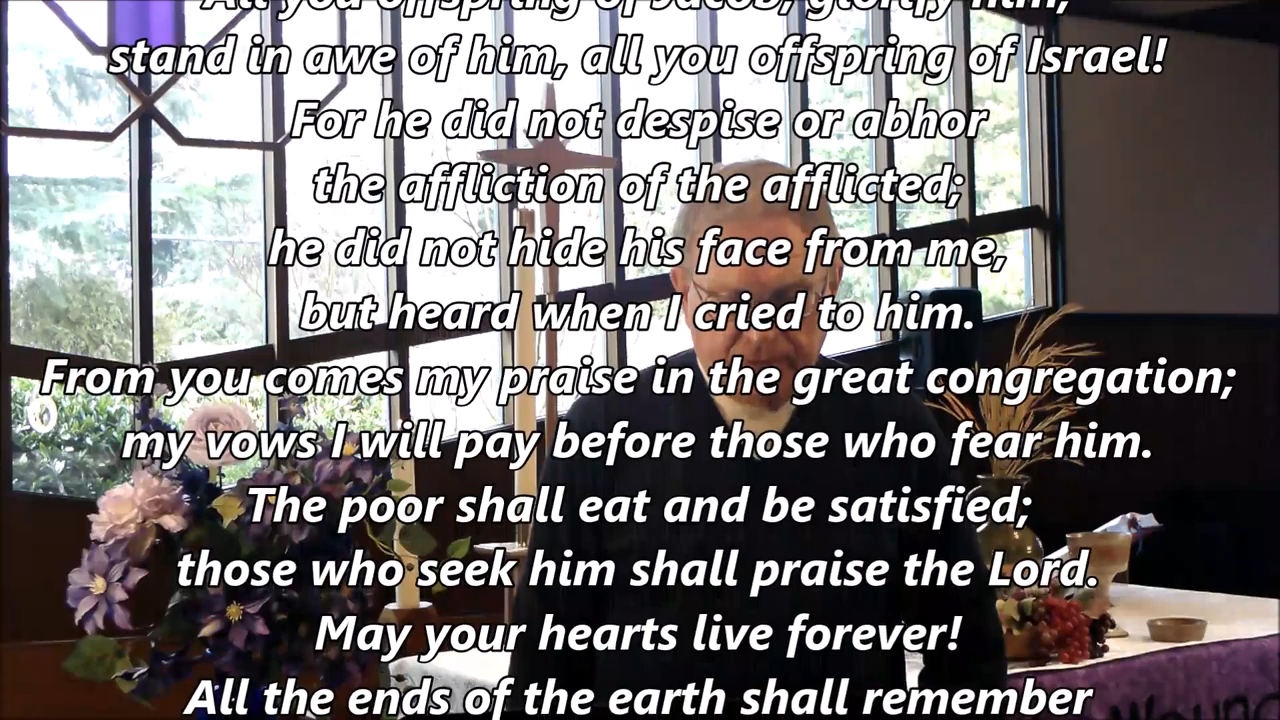 All you offspring of Jacob, glorify him;
stand in awe of him, all you offspring of Israel!
For he did not despise or abhor
the affliction of the afflicted;
he did not hide his face from me,
but heard when I cried to him.
From you comes my praise in the great congregation;
my vows I will pay before those who fear him.
The poor shall eat and be satisfied;
those who seek him shall praise the Lord.
May your hearts live forever!
All the ends of the earth shall remember